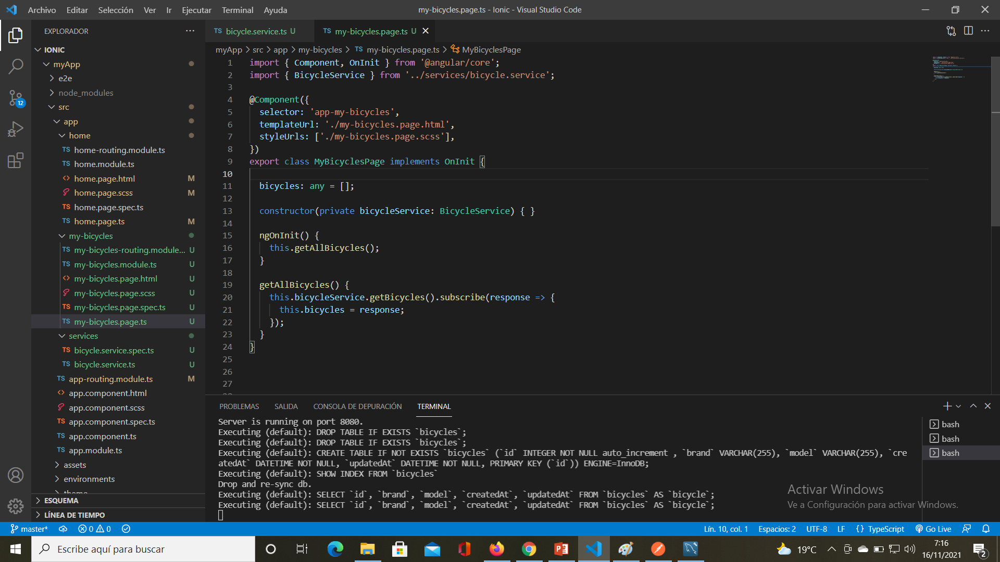 Archivo Editar Selección Ver Ir Ejecutar Terminal Ayuda
my-bicycles.page.ts - Ionic - Visual Studio Code
EXPLORADOR
IONIC
myApp
e2e
node_modules
src
app
home
TS home-routing.module.ts
TS home.module.ts
<> home.page.html M
home.page.scss M
TS home.page.spec.ts
TS home.page.ts M
my-bicycles
TS my-bicycles-routing.module... U
TS my-bicycles.module.ts U
<> my-bicycles.page.html U
my-bicycles.page.scss U
TS my-bicycles.page.spec.ts U
TS my-bicycles.page.ts U
services
TS bicycle.service.spec.ts U
TS bicycle.service.ts U
TS app-routing.module.ts M
<> app.component.html
app.component.scss
TS app.component.spec.ts
TS app.component.ts
TS app.module.ts
assets
environments
theme
ESQUEMA
LÍNEA DE TIEMPO
12
TS bicycle.service.ts U
TS my-bicycles.page.ts U
myApp > src > app > my-bicycles > TS my-bicycles.page.ts > MyBicyclesPage
1 import { Component, OnInit } from '@angular/core';
2 import { BicycleService } from '../services/bicycle.service';
3
4 @Component({
5 selector: 'app-my-bicycles',
6 templateUrl: './my-bicycles.page.html',
7 styleUrls: ['./my-bicycles.page.scss'],
8 })
9 export class MyBicyclesPage implements OnInit {
10
11 bicycles: any = [];
12
13 constructor(private bicycleService: BicycleService) { }
14
15 ngOnInit() {
16 this.getAllBicycles();
17 }
18
19 getAllBicycles() {
20 this.bicycleService.getBicycles().subscribe(response => {
21 this.bicycles = response;
22 });
23 }
24 }
25
26
27
PROBLEMAS SALIDA CONSOLA DE DEPURACIÓN TERMINAL
Server is running on port 8080.
Executing (default): DROP TABLE IF EXISTS `bicycles`;
Executing (default): DROP TABLE IF EXISTS `bicycles`;
Executing (default): CREATE TABLE IF NOT EXISTS `bicycles` (`id` INTEGER NOT NULL auto_increment , `brand` VARCHAR(255), `model` VARCHAR(255), `cre
atedAt` DATETIME NOT NULL, `updatedAt` DATETIME NOT NULL, PRIMARY KEY (`id`)) ENGINE=InnoDB;
Executing (default): SHOW INDEX FROM `bicycles`
Drop and re-sync db.
Executing (default): SELECT `id`, `brand`, `model`, `createdAt`, `updatedAt` FROM `bicycles` AS `bicycle`;
Executing (default): SELECT `id`, `brand`, `model`, `createdAt`, `updatedAt` FROM `bicycles` AS `bicycle`;
bash
bash
bash
Activar Windows
Ve a Configuración para activar Windows.
master* 0 0
Lín. 10, col. 1 Espacios: 2 UTF-8 LF {} TypeScript Go Live
Escribe aquí para buscar
19°C
7:16
16/11/2021
2